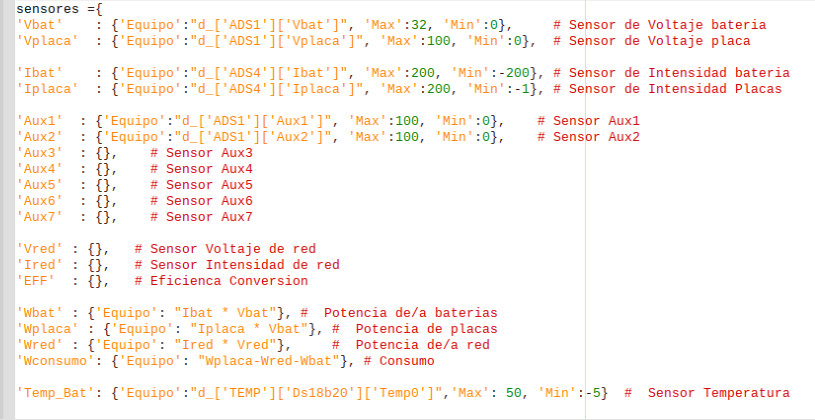 sensores ={
'Vbat'    : {'Equipo':"d_['ADS1']['Vbat']", 'Max':32, 'Min':0},     # Sensor de Voltaje bateria
'Vplaca'  : {'Equipo':"d_['ADS1']['Vplaca']", 'Max':100, 'Min':0},  # Sensor de Voltaje placa
'Ibat'    : {'Equipo':"d_['ADS4']['Ibat']", 'Max':200, 'Min':-200}, # Sensor de Intensidad bateria
'Iplaca'  : {'Equipo':"d_['ADS4']['Iplaca']", 'Max':200, 'Min':-1}, # Sensor de Intensidad Placas
'Aux1'  : {'Equipo':"d_['ADS1']['Aux1']", 'Max':100, 'Min':0},    # Sensor Aux1
'Aux2'  : {'Equipo':"d_['ADS1']['Aux2']", 'Max':100, 'Min':0},    # Sensor Aux2
'Aux3'  : {},    # Sensor Aux3
'Aux4'  : {},    # Sensor Aux4
'Aux5'  : {},    # Sensor Aux5
'Aux6'  : {},    # Sensor Aux6
'Aux7'  : {},    # Sensor Aux7
'Vred' : {},   # Sensor Voltaje de red
'Ired' : {},   # Sensor Intensidad de red
'EFF'  : {},   # Eficienca Conversion
'Wbat' : {'Equipo': "Ibat * Vbat"}, #  Potencia de/a baterias
'Wplaca' : {'Equipo': "Iplaca * Vbat"}, #  Potencia de placas
'Wred' : {'Equipo': "Ired * Vred"},     #  Potencia de/a red
'Wconsumo': {'Equipo': "Wplaca-Wred-Wbat"}, # Consumo
'Temp_Bat': {'Equipo':"d_['TEMP']['Ds18b20']['Temp0']",'Max': 50, 'Min':-5}  #  Sensor Temperatura